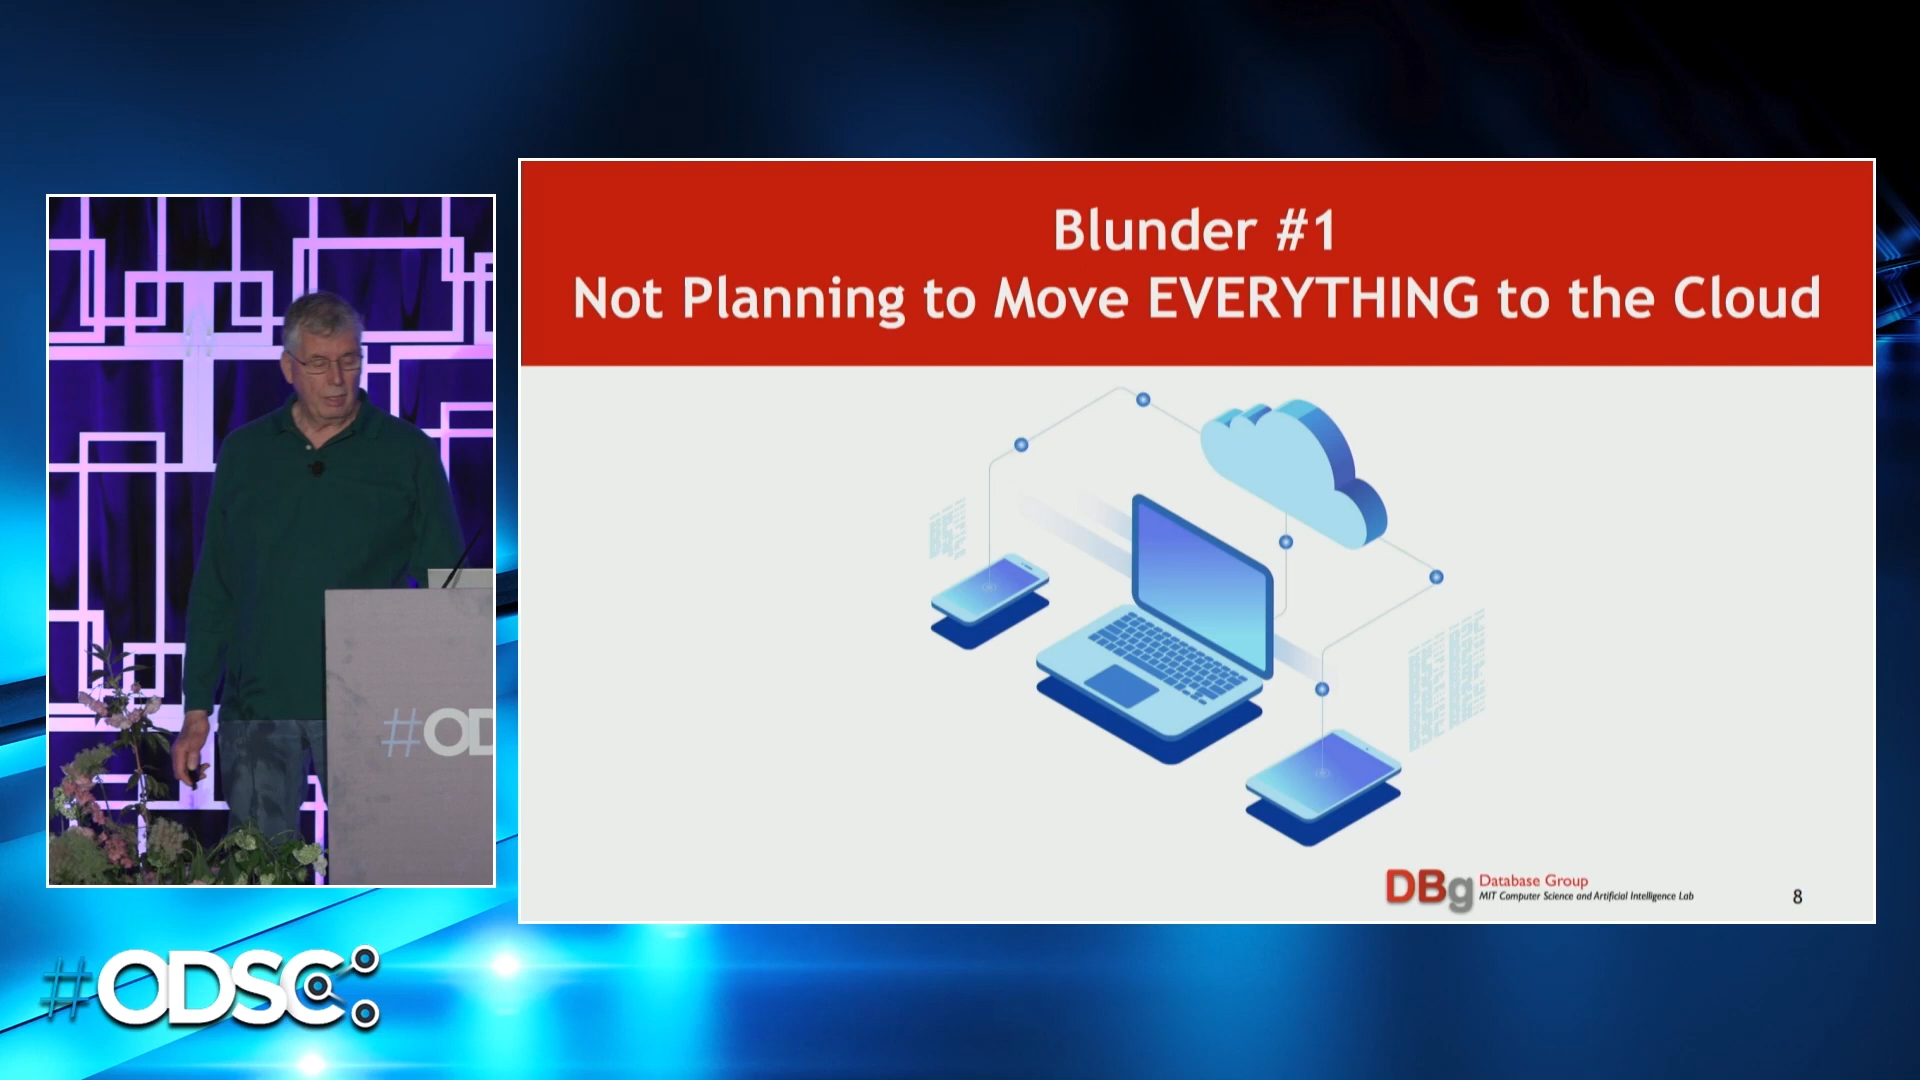 Blunder #1
Not Planning to Move EVERYTHING to the Cloud
#OD
DBg
Database Group
MIT Computer Science and Artificial Intelligence Lab
8
#ODSC